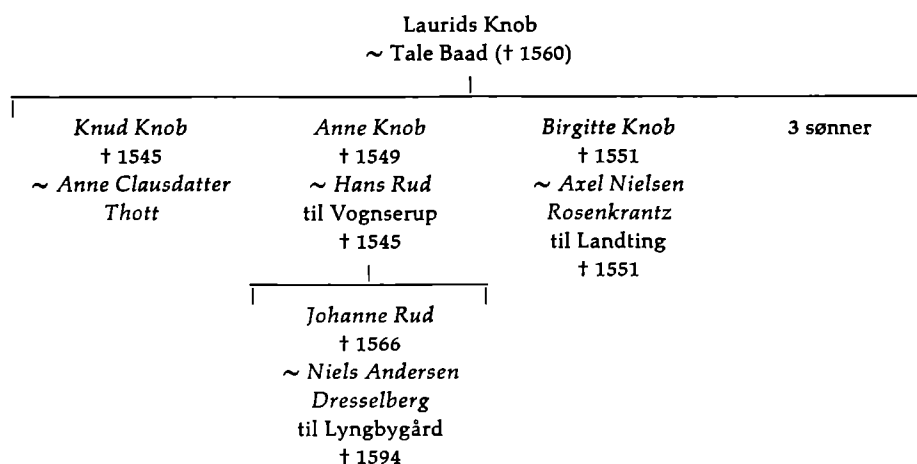 Laurids Knob
~ Tale Baad († 1560)
Knud Knob
† 1545
~ Anne Clausdatter
Thott
Anne Knob
† 1549
~ Hans Rud
til Vognserup
† 1545
Birgitte Knob
† 1551
~ Axel Nielsen
Rosenkrantz
til Landting
† 1551
3 sønner
Johanne Rud
† 1566
~ Niels Andersen
Dresselberg
til Lyngbygård
† 1594